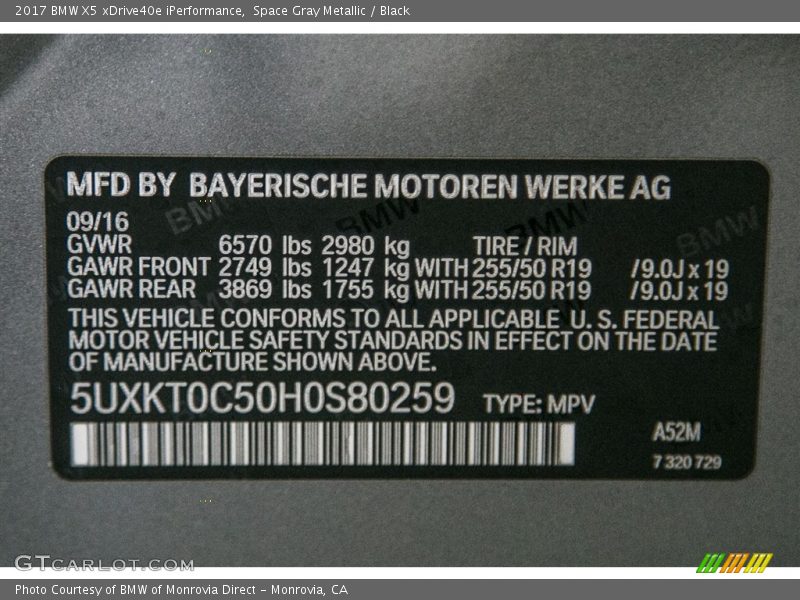 2017 BMW X5 xDrive40e iPerformance, Space Gray Metallic / Black
MFD BY BAYERISCHE MOTOREN WERKE AG
09/16
GVWR 6570 lbs 2980 kg TIRE / RIM
GAWR FRONT 2749 lbs 1247 kg WITH 255/50 R19 /9.0J x 19
GAWR REAR 3869 lbs 1755 kg WITH 255/50 R19 /9.0J x 19
THIS VEHICLE CONFORMS TO ALL APPLICABLE U. S. FEDERAL
MOTOR VEHICLE SAFETY STANDARDS IN EFFECT ON THE DATE
OF MANUFACTURE SHOWN ABOVE.
5UXKT0C50H0S80259 TYPE: MPV
A52M
7 320 729
BMW BMW BMW BMW
GTCarlot.com
Photo Courtesy of BMW of Monrovia Direct - Monrovia, CA